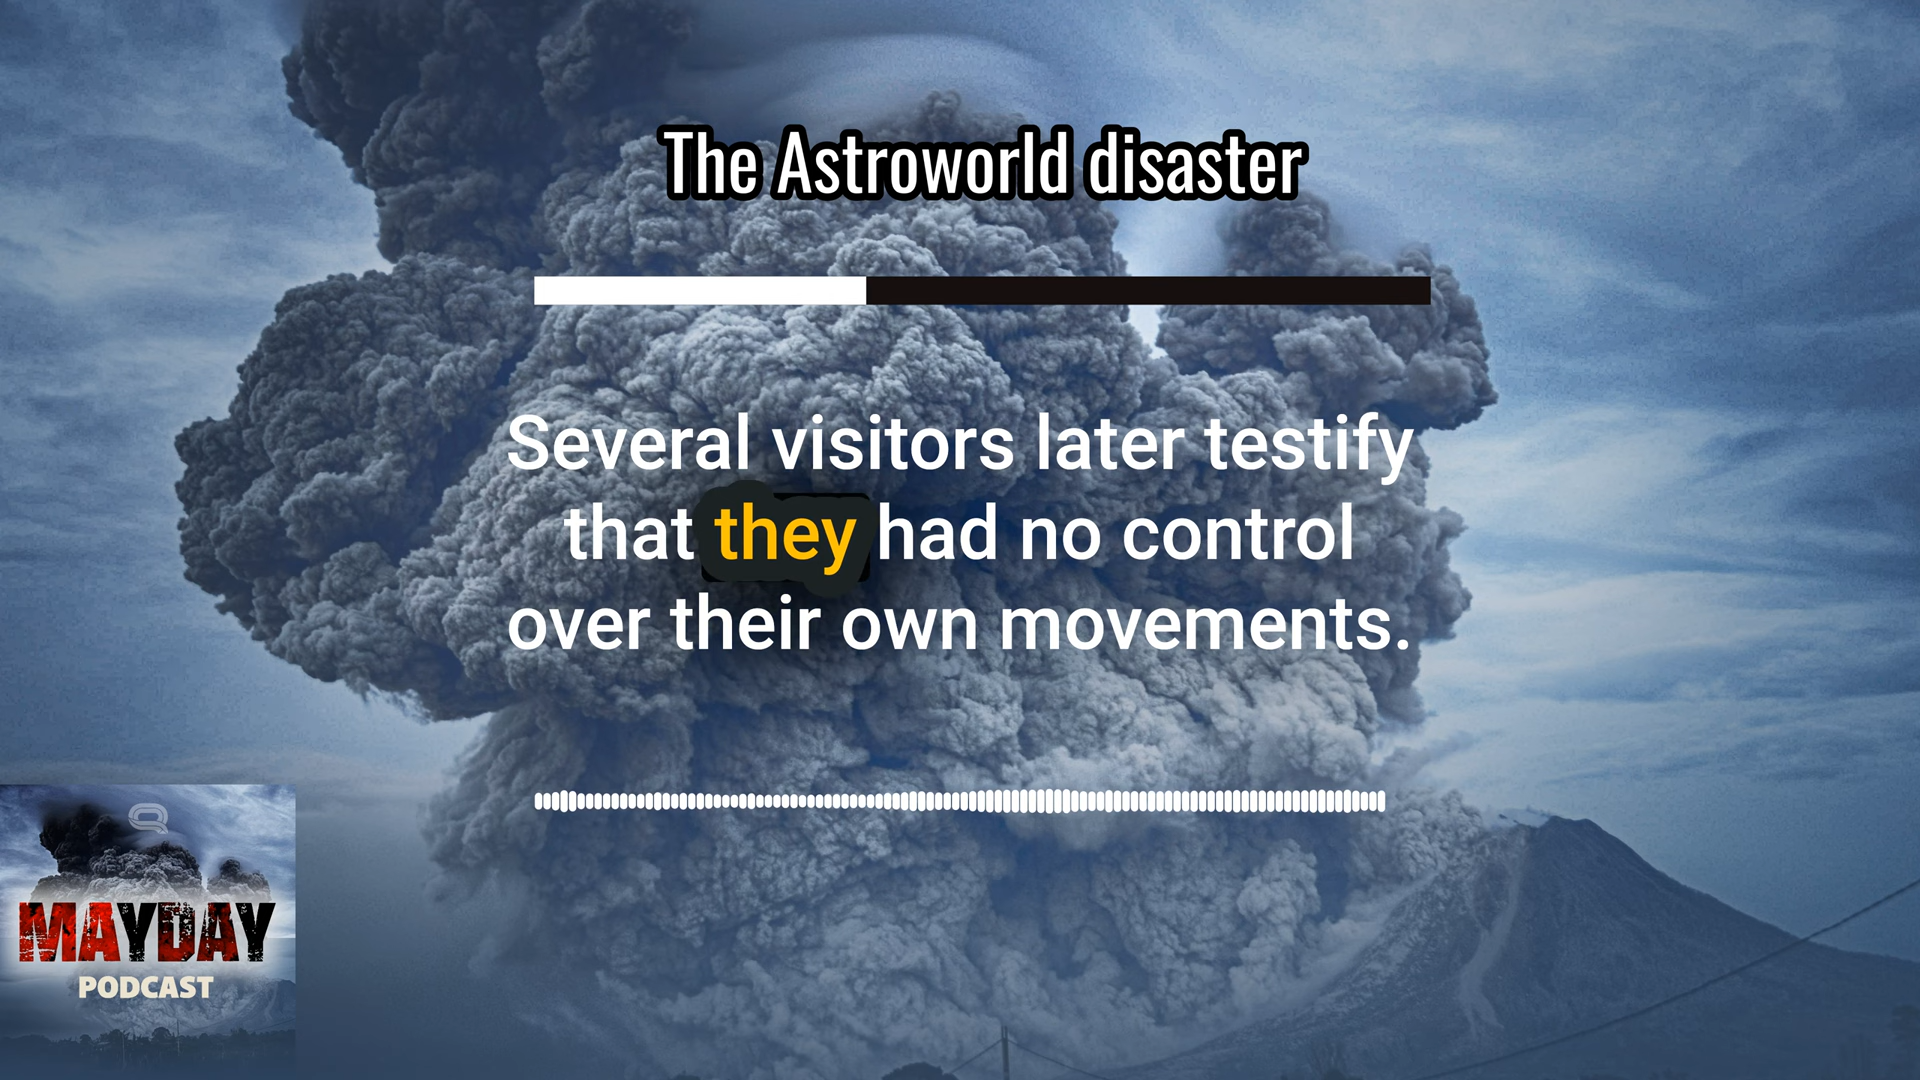 The Astroworld disaster
Several visitors later testify
that they had no control
over their own movements.
MAYDAY
PODCAST